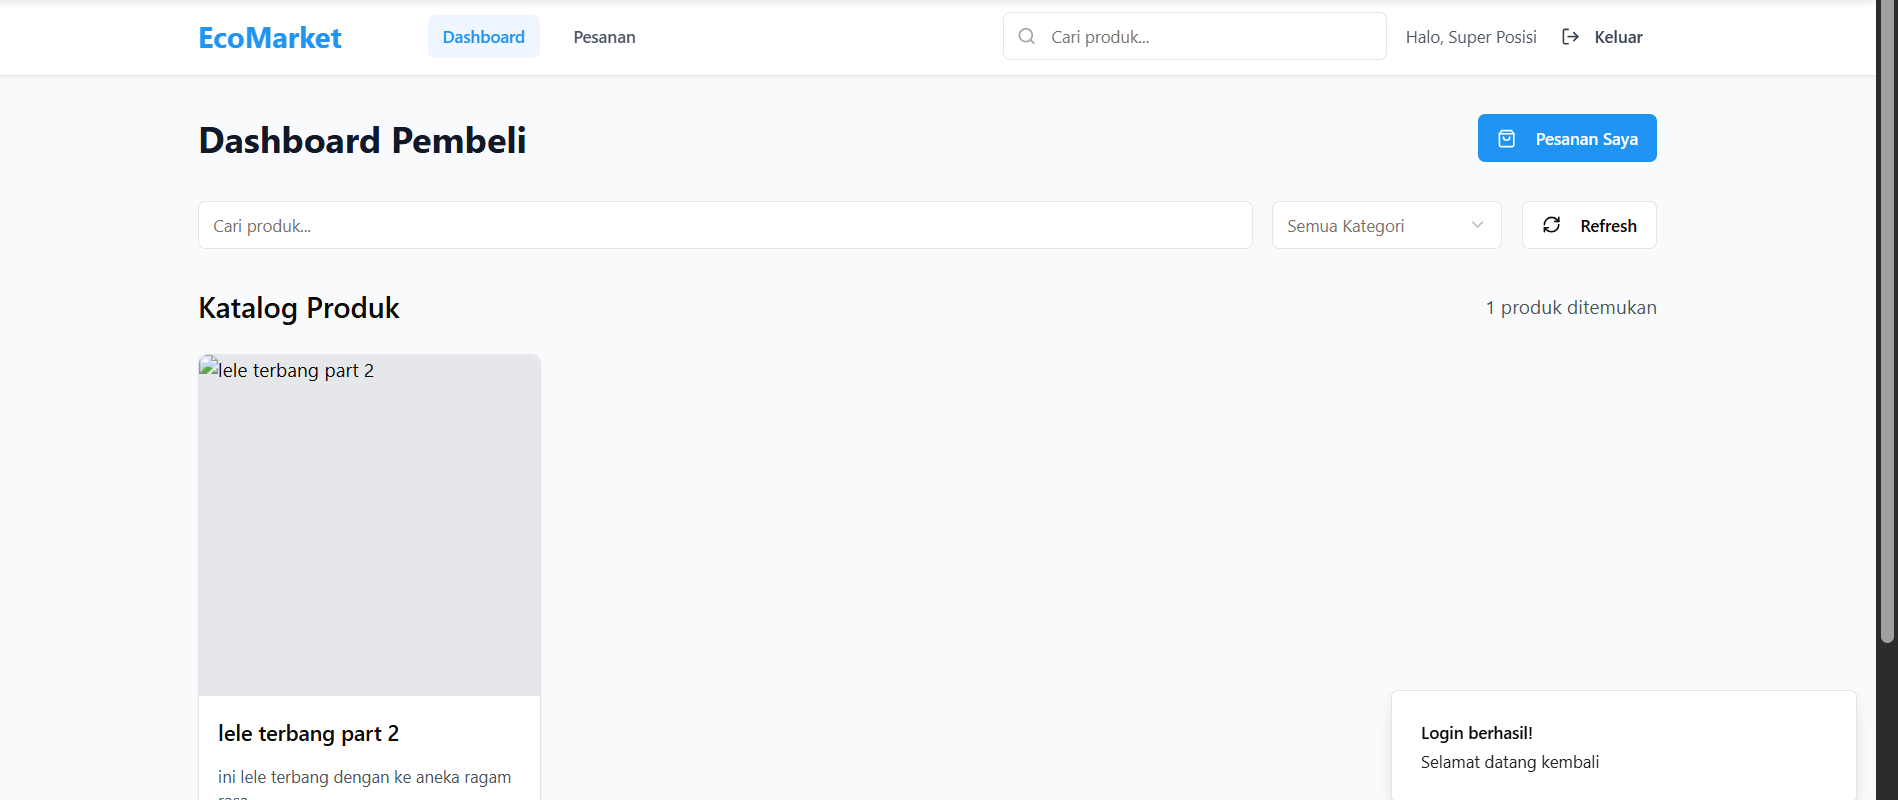 EcoMarket
Dashboard
Pesanan
Cari produk...
Halo, Super Posisi
Keluar
Dashboard Pembeli
Pesanan Saya
Cari produk...
Semua Kategori
Refresh
Katalog Produk
1 produk ditemukan
lele terbang part 2
lele terbang part 2
ini lele terbang dengan ke aneka ragam
rasa
Login berhasil!
Selamat datang kembali